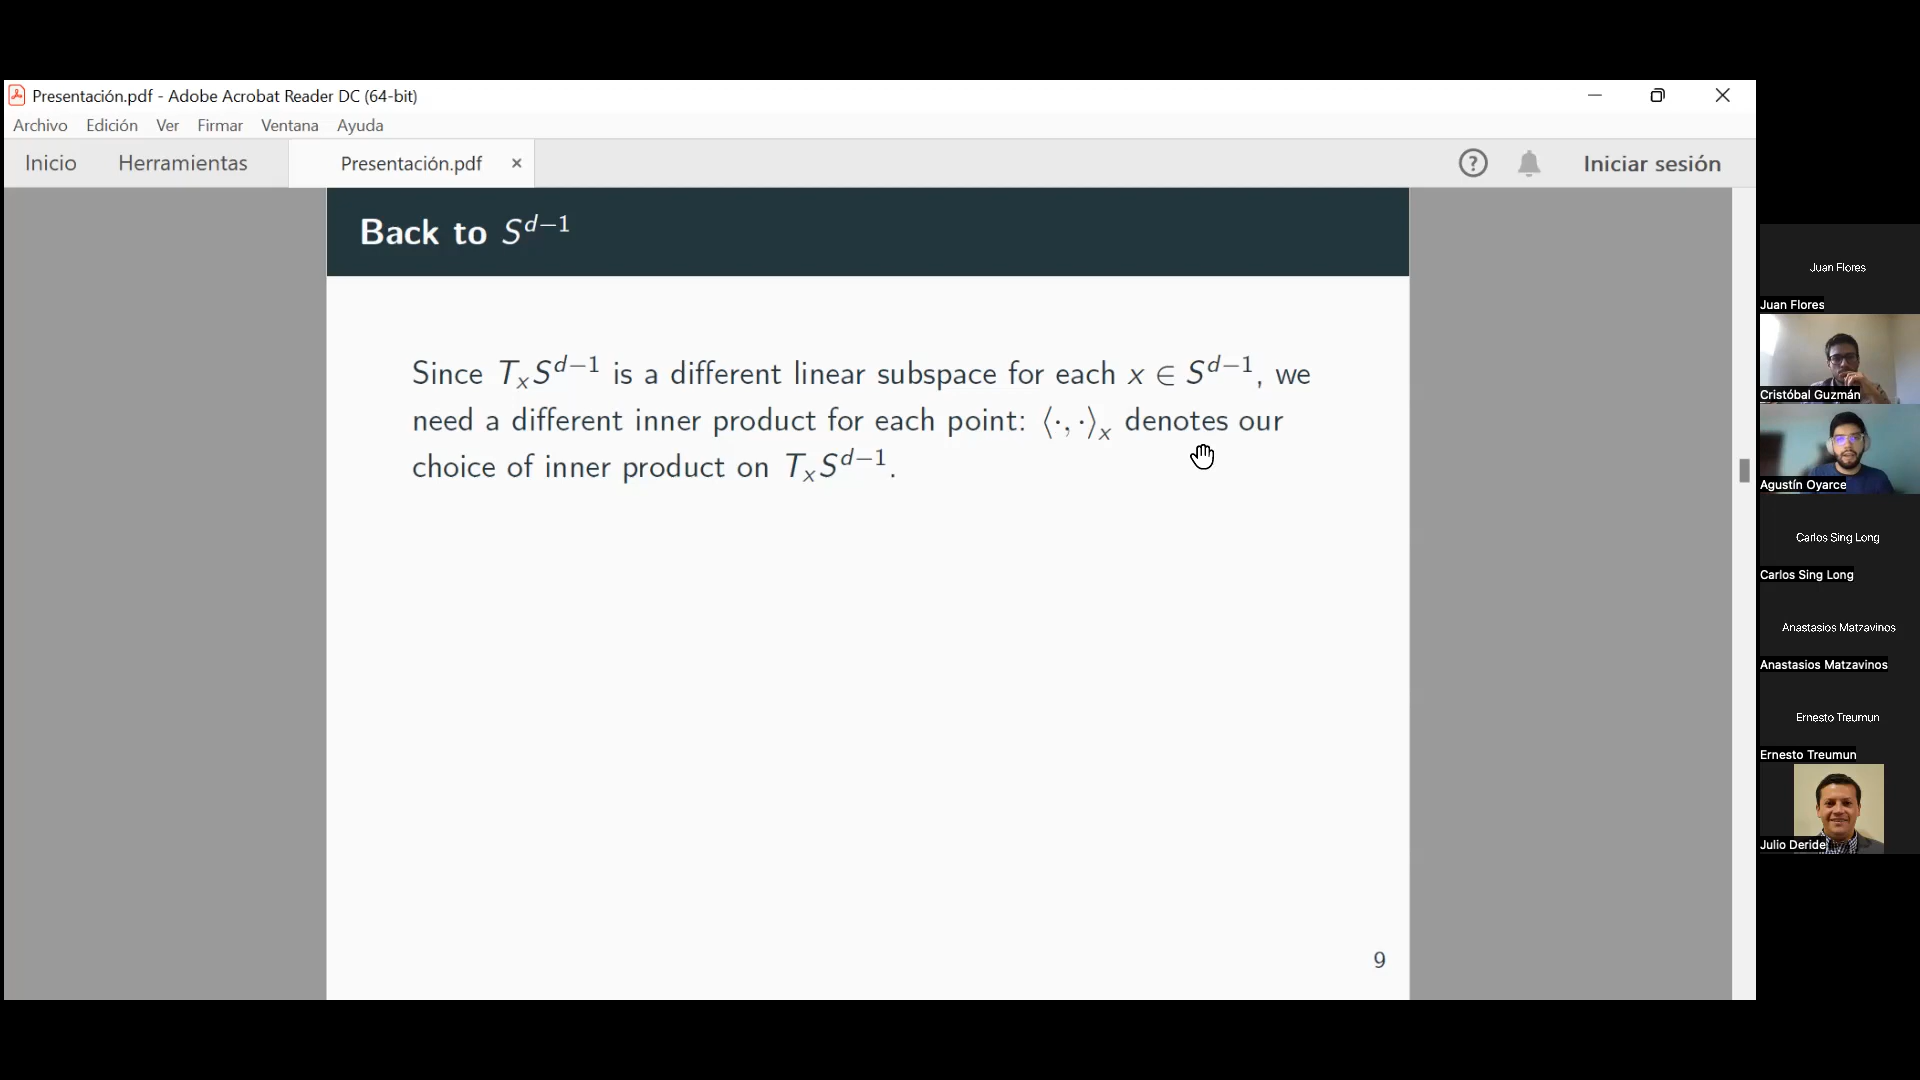 Presentación.pdf - Adobe Acrobat Reader DC (64-bit)
Archivo Edición Ver Firmar Ventana Ayuda
Inicio Herramientas Presentación.pdf × ? Iniciar sesión
Back to S^{d−1}
Since T_xS^{d−1} is a different linear subspace for each x ∈ S^{d−1}, we
need a different inner product for each point: ⟨·, ·⟩_x denotes our
choice of inner product on T_xS^{d−1}.
9
Juan Flores
Juan Flores
Cristóbal Guzmán
Agustín Oyarce
Carlos Sing Long
Carlos Sing Long
Anastasios Matzavinos
Anastasios Matzavinos
Ernesto Treumun
Ernesto Treumun
Julio Deride